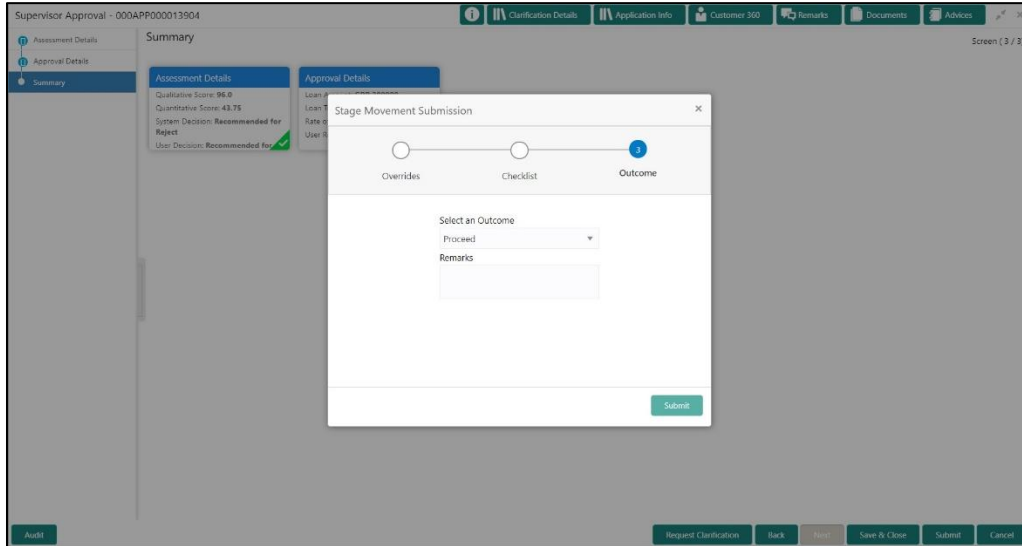 Supervisor Approval - 000APP000013904
Clarification Details
Application Info
Customer 360
Remarks
Documents
Advices
Assessment Details
Approval Details
Summary
Summary
Screen ( 3 / 3
Assessment Details
Qualitative Score: 96.0
Quantitative Score: 43.75
System Decision: Recommended for
Reject
User Decision: Recommended for
Approval Details
Loan
Loan T
Rate o
User R
Stage Movement Submission
Overrides
Checklist
3
Outcome
Select an Outcome
Proceed
Remarks
Submit
Audit
Request Clarification
Back
Next
Save & Close
Submit
Cancel